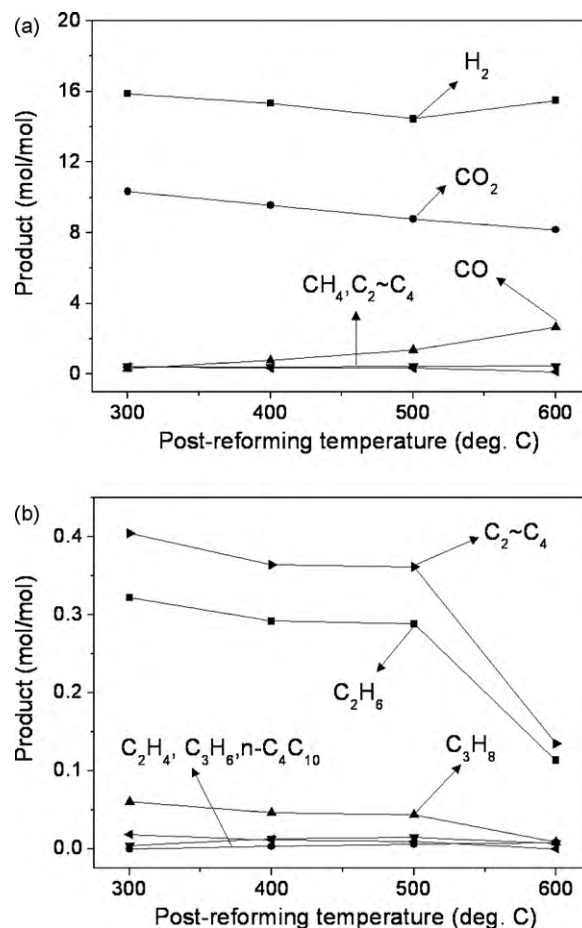 (a)
20
16
12
8
4
0
Product (mol/mol)
H₂
CO₂
CO
CH₄,C₂~C₄
300 400 500 600
Post-reforming temperature (deg. C)
(b)
0.4
0.3
0.2
0.1
0.0
Product (mol/mol)
C₂~C₄
C₂H₆
C₂H₄, C₃H₆,n-C₄C₁₀
C₃H₈
300 400 500 600
Post-reforming temperature (deg. C)